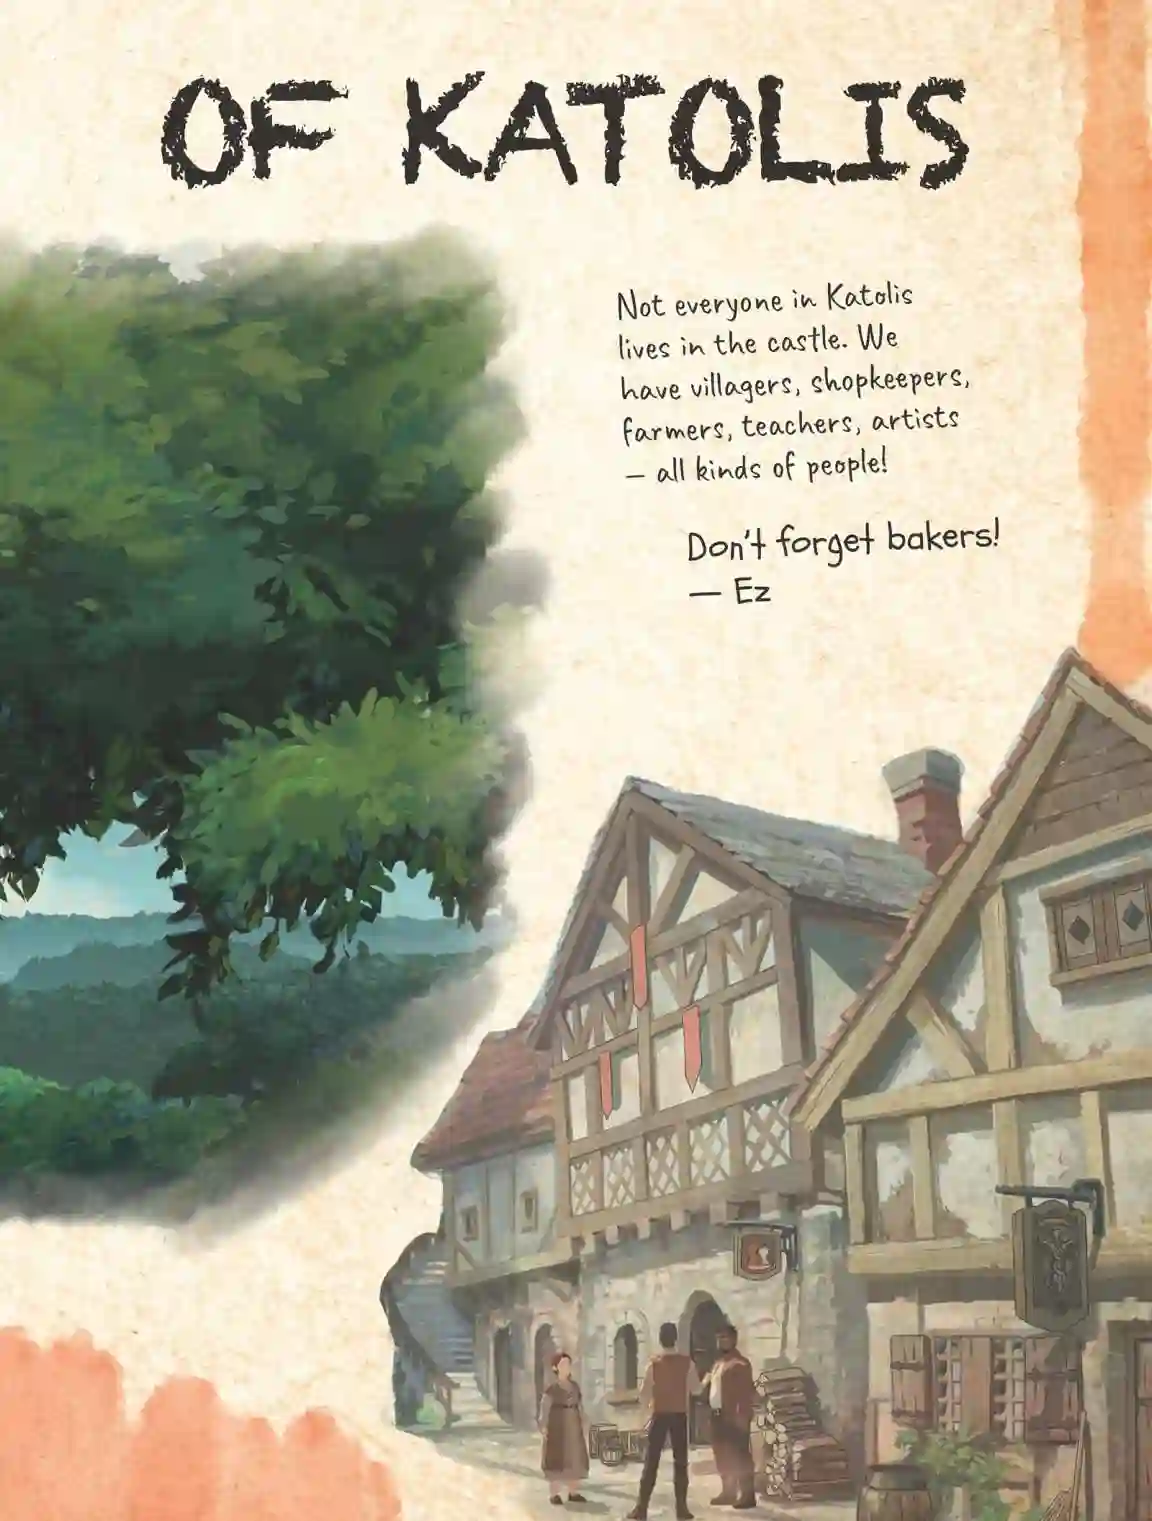 OF KATOLIS
Not everyone in Katolis
lives in the castle. We
have villagers, shopkeepers,
farmers, teachers, artists
— all kinds of people!
Don't forget bakers!
— Ez